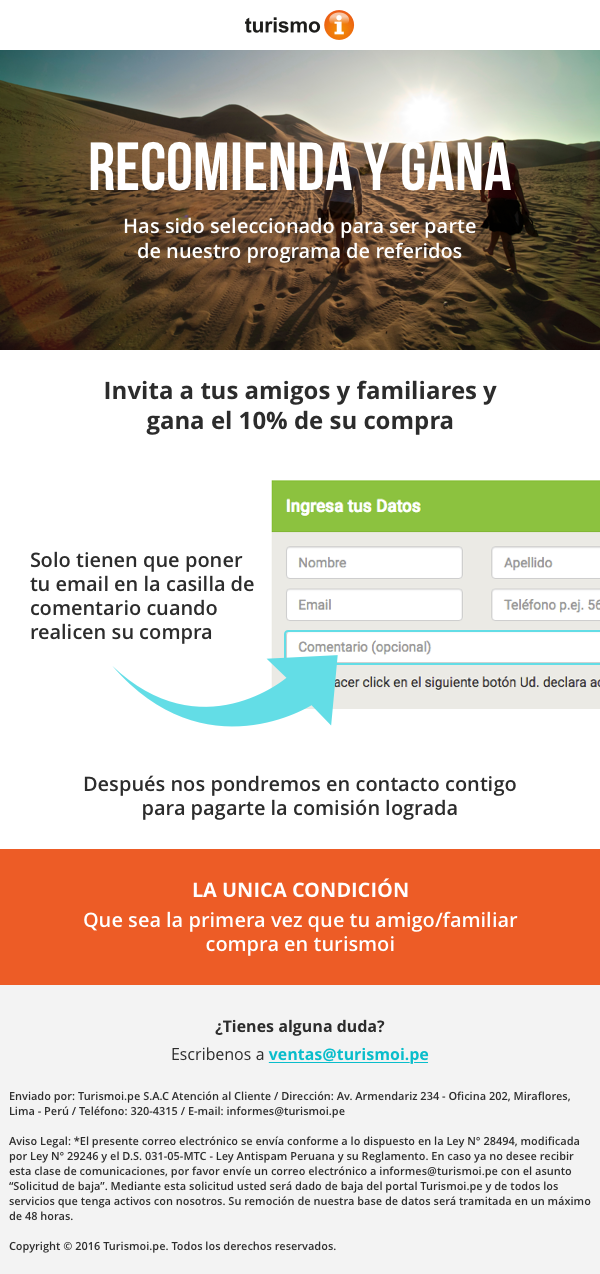 turismo i
RECOMIENDA Y GANA
Has sido seleccionado para ser parte
de nuestro programa de referidos
Invita a tus amigos y familiares y
gana el 10% de su compra
Ingresa tus Datos
Nombre
Apellido
Email
Teléfono p.ej. 56
Comentario (opcional)
acer click en el siguiente botón Ud. declara ac
Solo tienen que poner
tu email en la casilla de
comentario cuando
realicen su compra
Después nos pondremos en contacto contigo
para pagarte la comisión lograda
LA UNICA CONDICIÓN
Que sea la primera vez que tu amigo/familiar
compra en turismoi
¿Tienes alguna duda?
Escribenos a ventas@turismoi.pe
Enviado por: Turismoi.pe S.A.C Atención al Cliente / Dirección: Av. Armendariz 234 - Oficina 202, Miraflores,
Lima - Perú / Teléfono: 320-4315 / E-mail: informes@turismoi.pe
Aviso Legal: *El presente correo electrónico se envía conforme a lo dispuesto en la Ley N° 28494, modificada
por Ley N° 29246 y el D.S. 031-05-MTC - Ley Antispam Peruana y su Reglamento. En caso ya no desee recibir
esta clase de comunicaciones, por favor envíe un correo electrónico a informes@turismoi.pe con el asunto
“Solicitud de baja”. Mediante esta solicitud usted será dado de baja del portal Turismoi.pe y de todos los
servicios que tenga activos con nosotros. Su remoción de nuestra base de datos será tramitada en un máximo
de 48 horas.
Copyright © 2016 Turismoi.pe. Todos los derechos reservados.